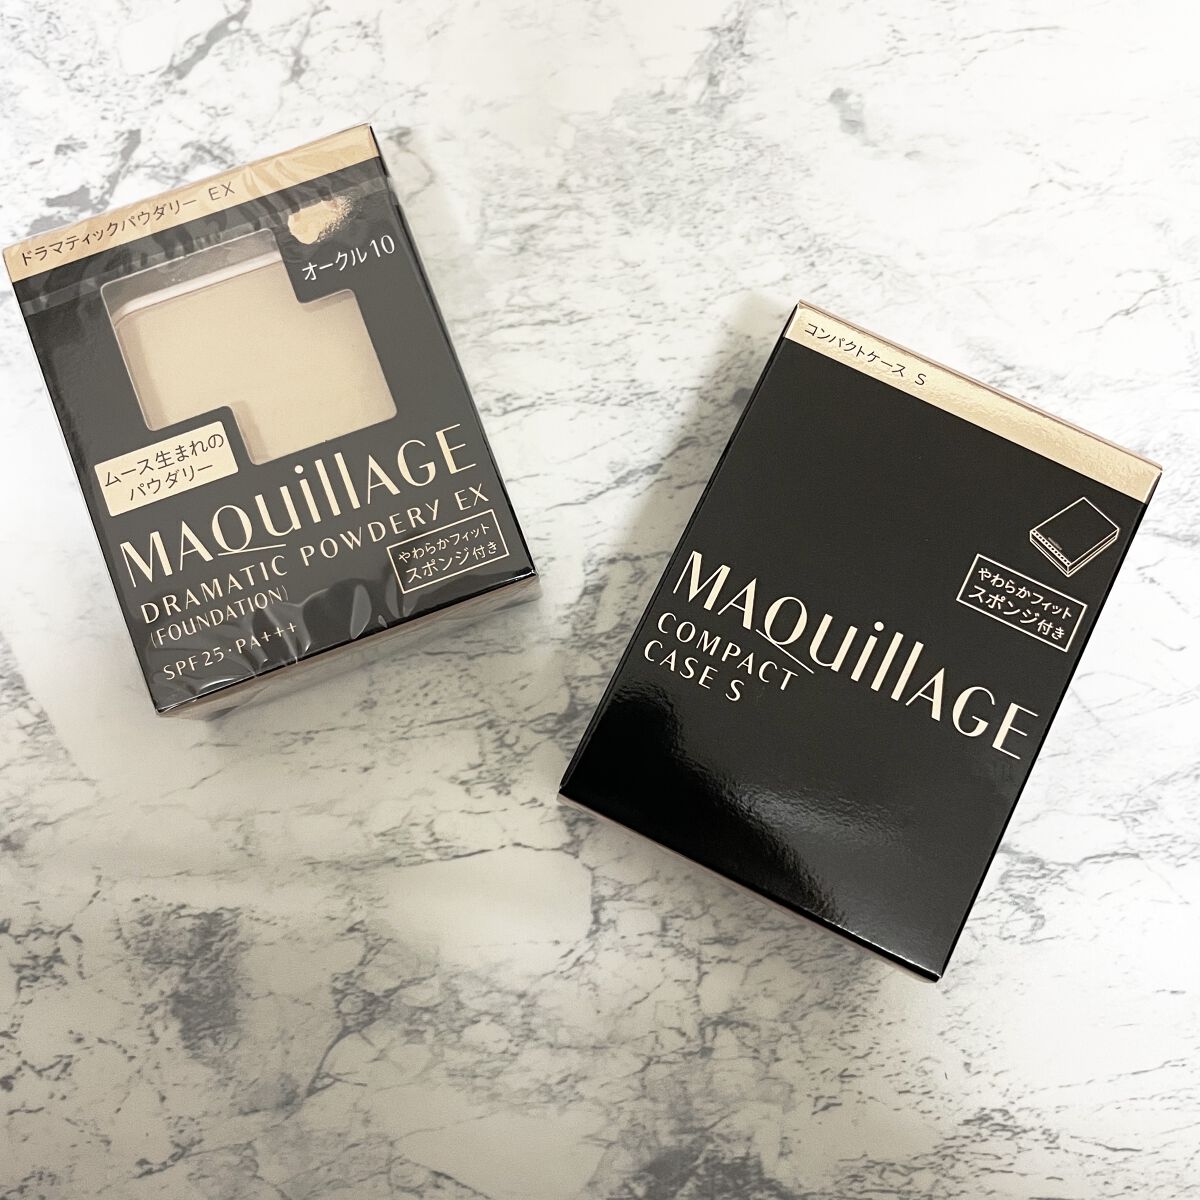 ドラマティックパウダリー EX
オークル10
ムース生まれの
パウダリー
MAQuillAGE
DRAMATIC POWDERY EX
(FOUNDATION)
SPF25・PA+++
やわらかフィット
スポンジ付き
コンパクトケース S
やわらかフィット
スポンジ付き
MAQuillAGE
COMPACT
CASE S